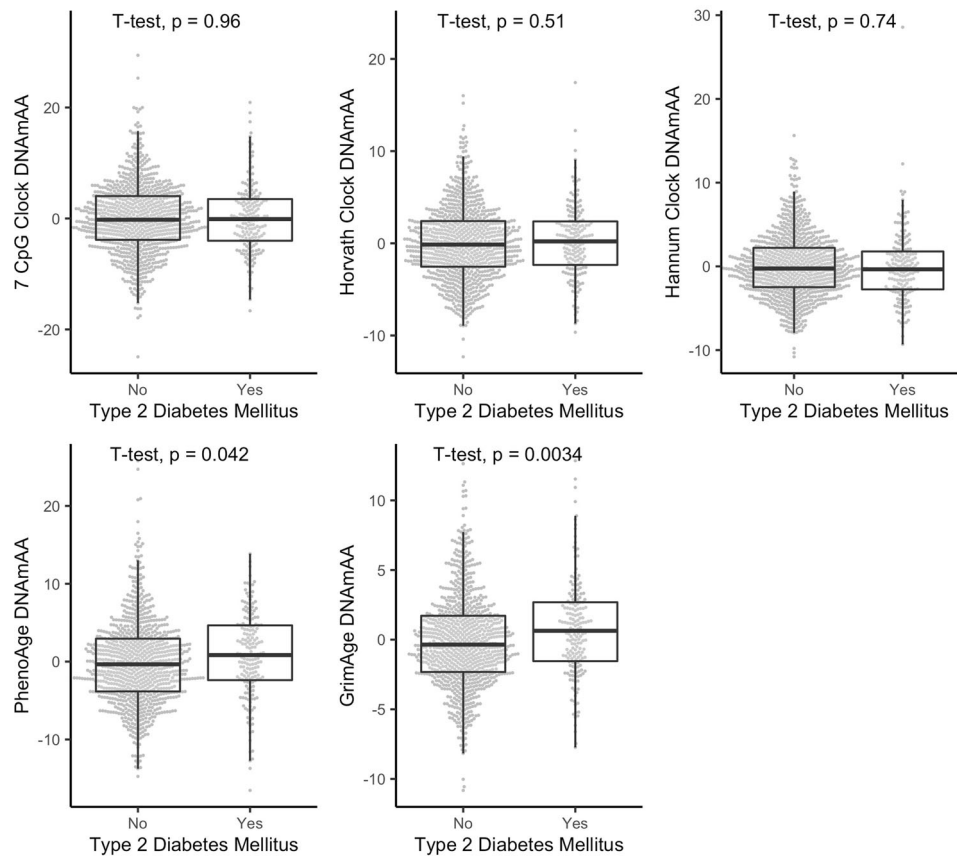 T-test, p = 0.96
7 CpG Clock DNAmAA
20
0
-20
No
Yes
Type 2 Diabetes Mellitus
T-test, p = 0.51
Horvath Clock DNAmAA
20
10
0
-10
No
Yes
Type 2 Diabetes Mellitus
T-test, p = 0.74
Hannum Clock DNAmAA
30
20
10
0
-10
No
Yes
Type 2 Diabetes Mellitus
T-test, p = 0.042
PhenoAge DNAmAA
20
10
0
-10
No
Yes
Type 2 Diabetes Mellitus
T-test, p = 0.0034
GrimAge DNAmAA
10
5
0
-5
-10
No
Yes
Type 2 Diabetes Mellitus